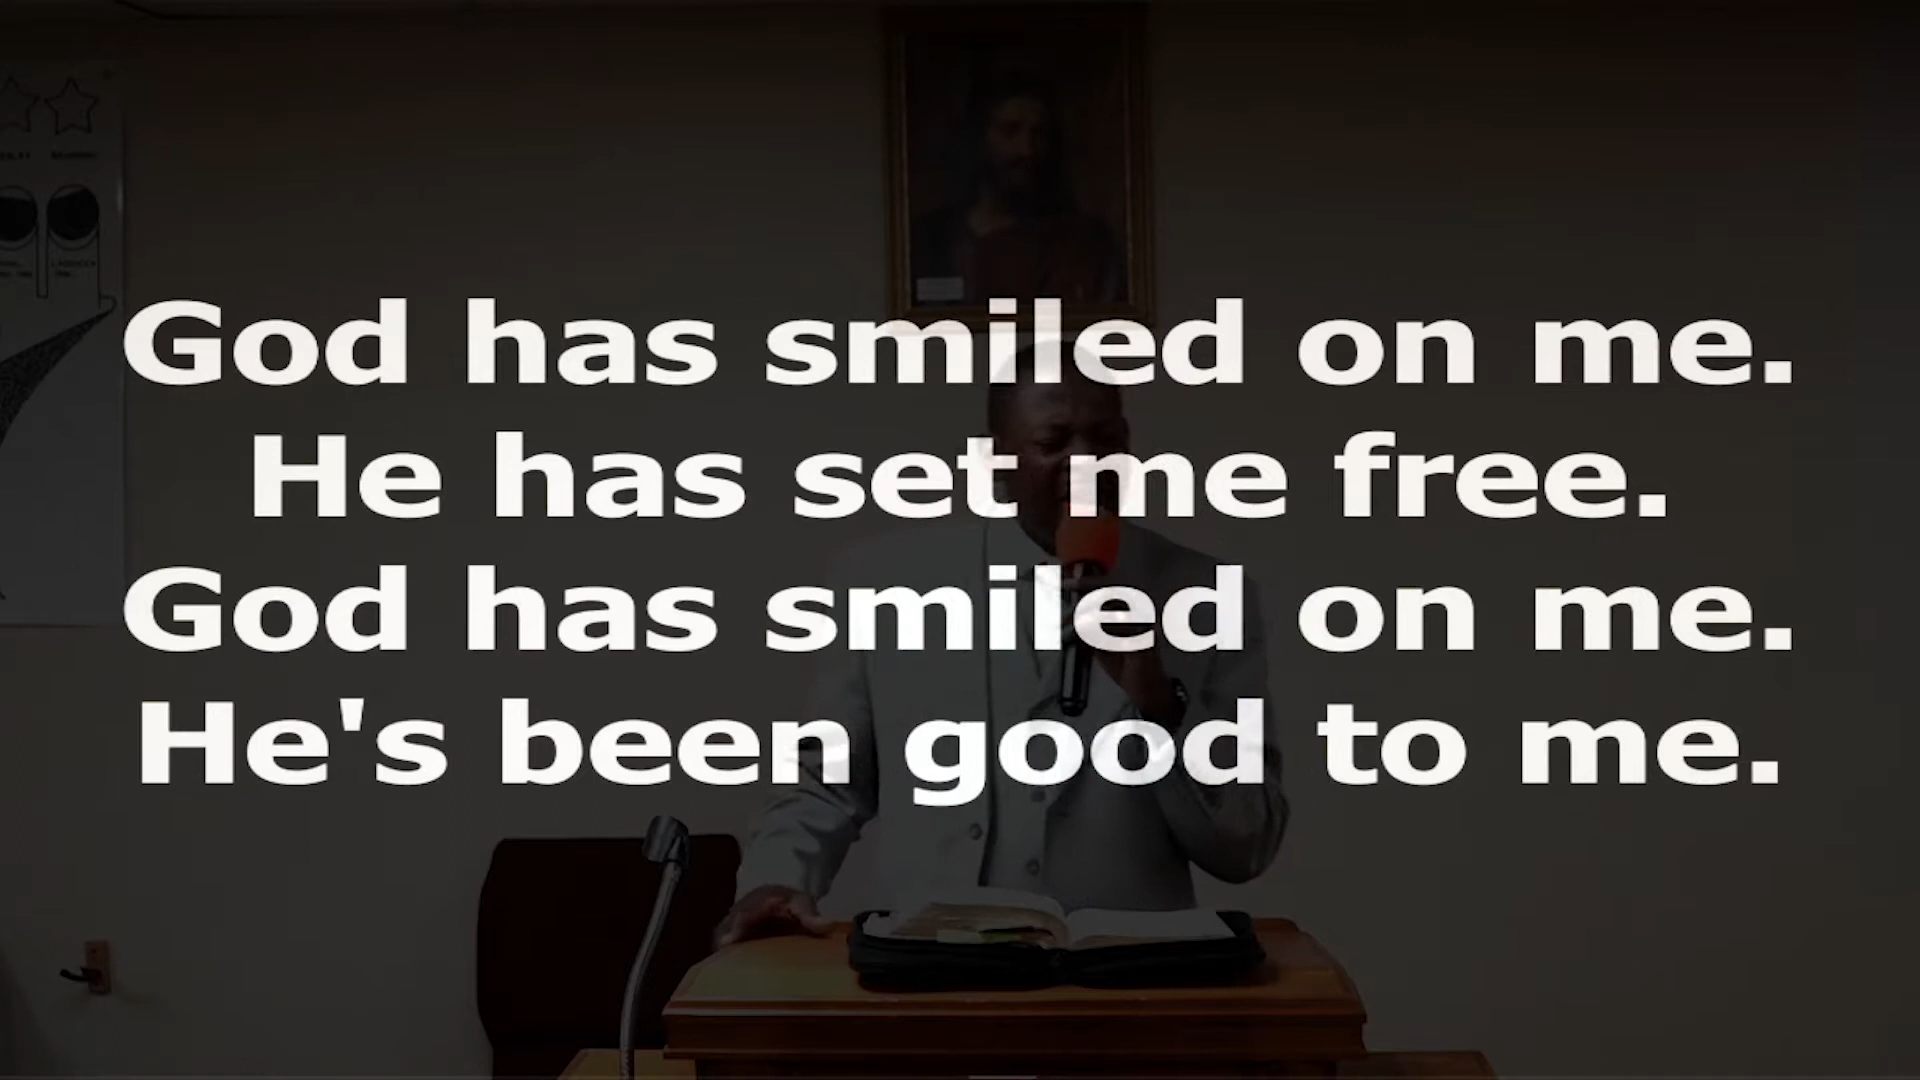 God has smiled on me.
He has set me free.
God has smiled on me.
He's been good to me.